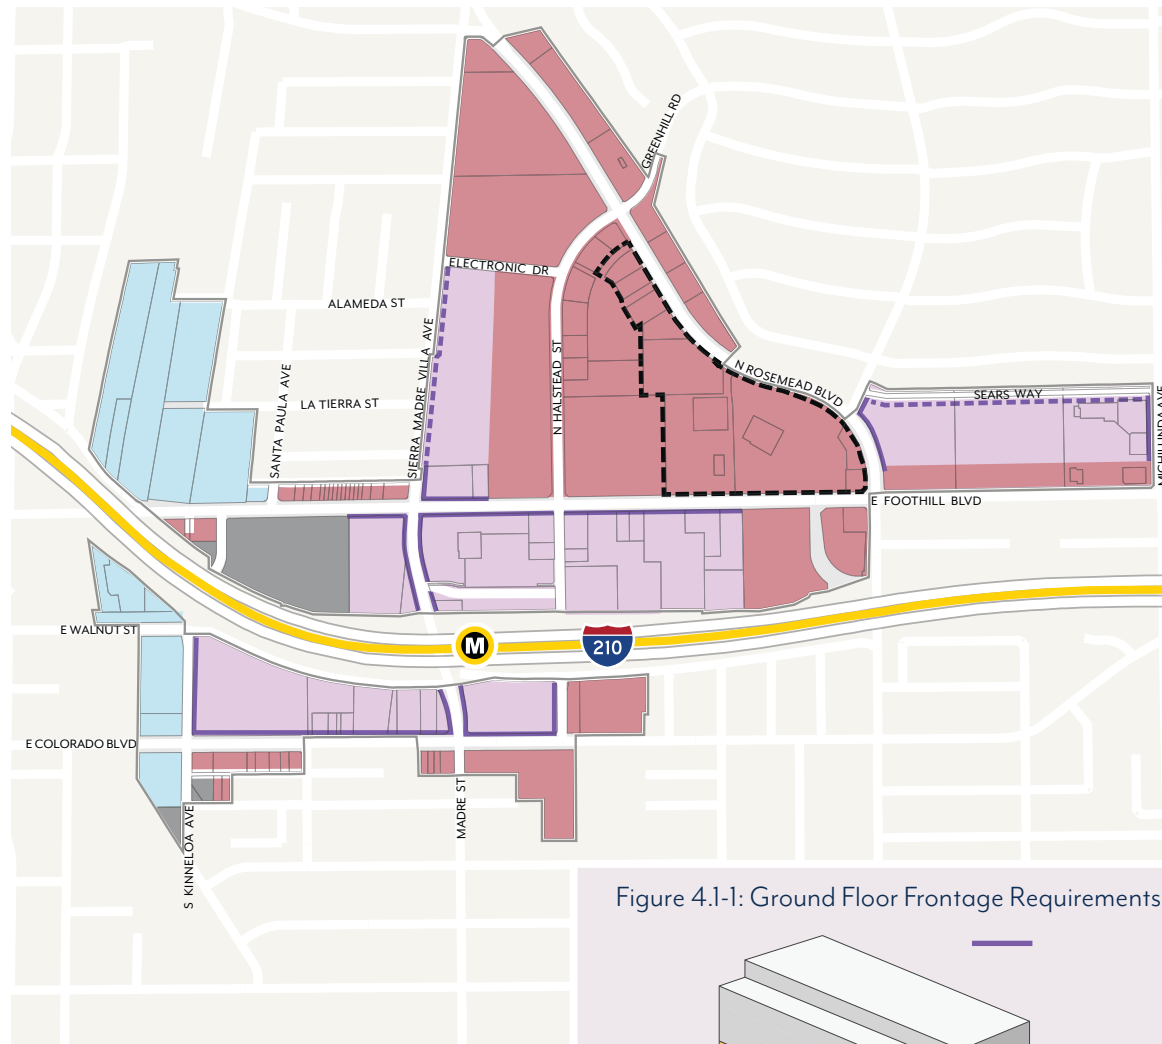 GREENHILL RD
ELECTRONIC DR
ALAMEDA ST
SIERRA MADRE VILLA AVE
N HALSTEAD ST
N ROSEMEAD BLVD
SANTA PAULA AVE
LA TIERRA ST
SEARS WAY
MICHILLINDA AVE
E FOOTHILL BLVD
E WALNUT ST
M
210
E COLORADO BLVD
MADRE ST
S KINNELOA AVE
Figure 4.1-1: Ground Floor Frontage Requirements